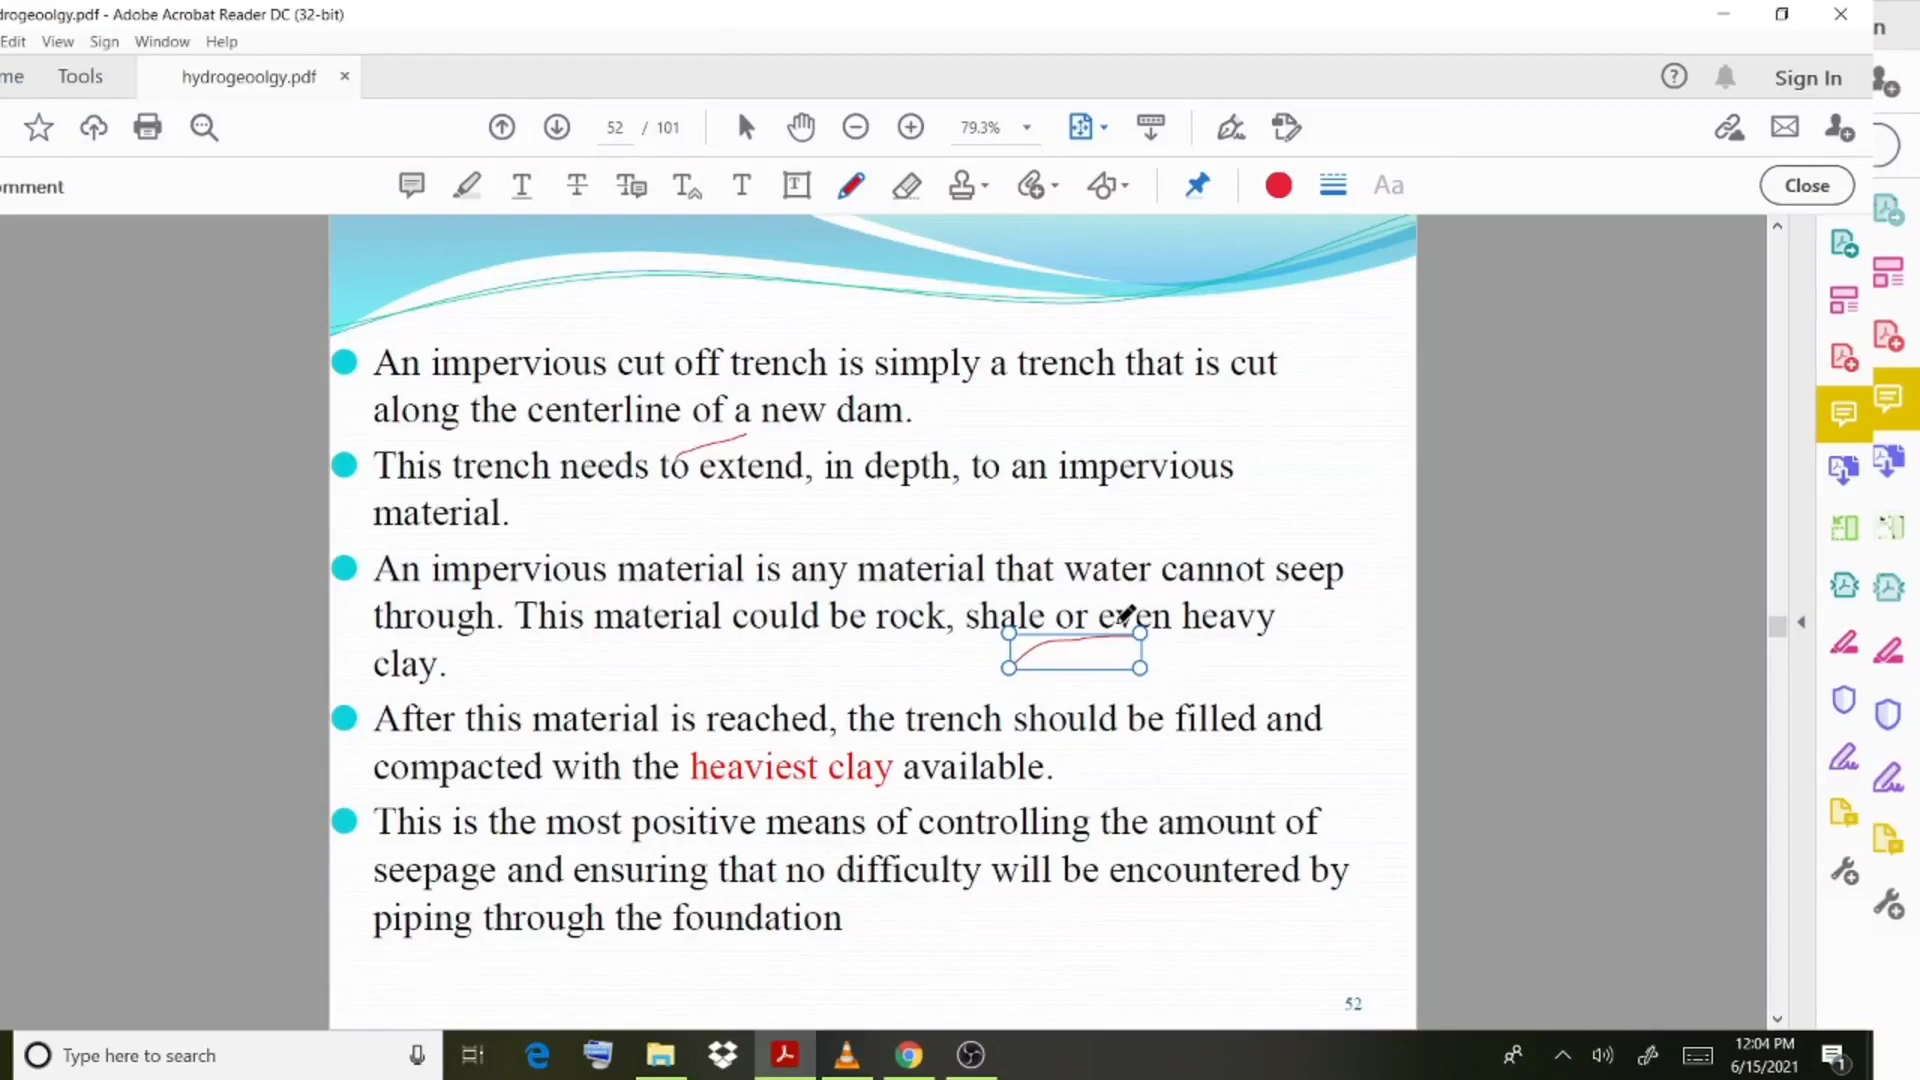 drogeoolgy.pdf - Adobe Acrobat Reader DC (32-bit)
Edit View Sign Window Help
me Tools hydrogeoolgy.pdf × Sign In
52 / 101 79.3%
omment Close
An impervious cut off trench is simply a trench that is cut
along the centerline of a new dam.
This trench needs to extend, in depth, to an impervious
material.
An impervious material is any material that water cannot seep
through. This material could be rock, shale or even heavy
clay.
After this material is reached, the trench should be filled and
compacted with the heaviest clay available.
This is the most positive means of controlling the amount of
seepage and ensuring that no difficulty will be encountered by
piping through the foundation
52
Type here to search
12:04 PM
6/15/2021
1